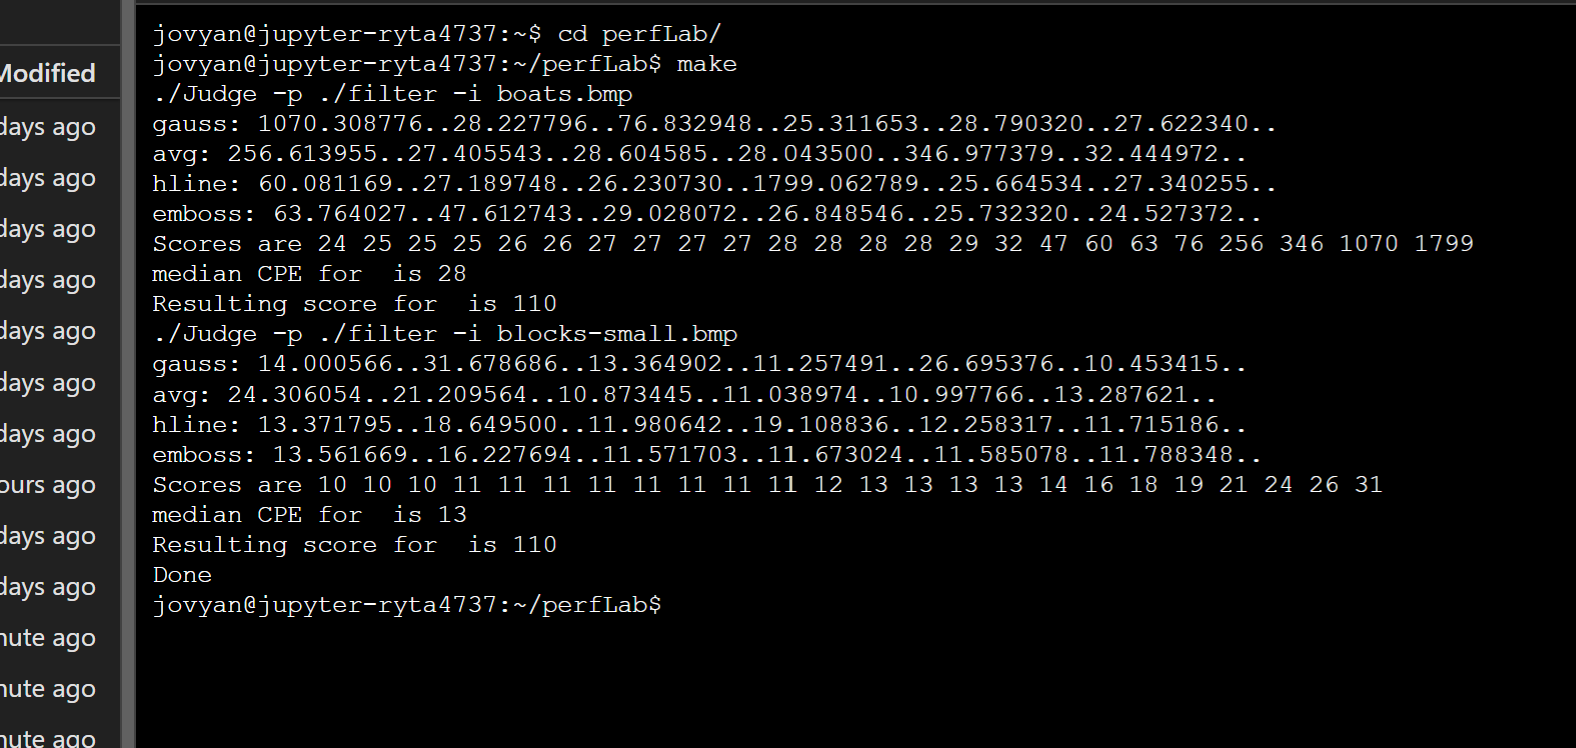 Modified
days ago
days ago
days ago
days ago
days ago
days ago
days ago
ours ago
days ago
days ago
nute ago
nute ago
nute ago
jovyan@jupyter-ryta4737:~$ cd perfLab/
jovyan@jupyter-ryta4737:~/perfLab$ make
./Judge -p ./filter -i boats.bmp
gauss: 1070.308776..28.227796..76.832948..25.311653..28.790320..27.622340..
avg: 256.613955..27.405543..28.604585..28.043500..346.977379..32.444972..
hline: 60.081169..27.189748..26.230730..1799.062789..25.664534..27.340255..
emboss: 63.764027..47.612743..29.028072..26.848546..25.732320..24.527372..
Scores are 24 25 25 25 26 26 27 27 27 27 28 28 28 28 29 32 47 60 63 76 256 346 1070 1799
median CPE for  is 28
Resulting score for  is 110
./Judge -p ./filter -i blocks-small.bmp
gauss: 14.000566..31.678686..13.364902..11.257491..26.695376..10.453415..
avg: 24.306054..21.209564..10.873445..11.038974..10.997766..13.287621..
hline: 13.371795..18.649500..11.980642..19.108836..12.258317..11.715186..
emboss: 13.561669..16.227694..11.571703..11.673024..11.585078..11.788348..
Scores are 10 10 10 11 11 11 11 11 11 11 11 12 13 13 13 13 14 16 18 19 21 24 26 31
median CPE for  is 13
Resulting score for  is 110
Done
jovyan@jupyter-ryta4737:~/perfLab$